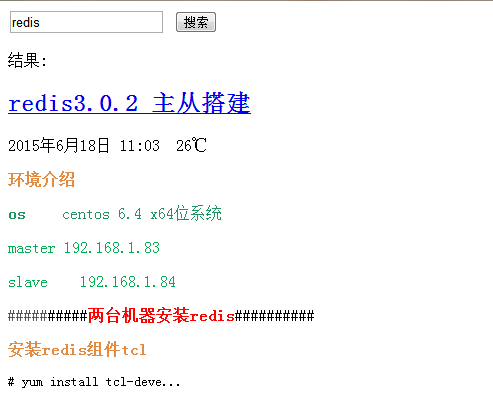 redis 搜索
结果:
redis3.0.2 主从搭建
2015年6月18日 11:03 26℃
环境介绍
os centos 6.4 x64位系统
master 192.168.1.83
slave 192.168.1.84
##########两台机器安装redis##########
安装redis组件tcl
# yum install tcl-deve...